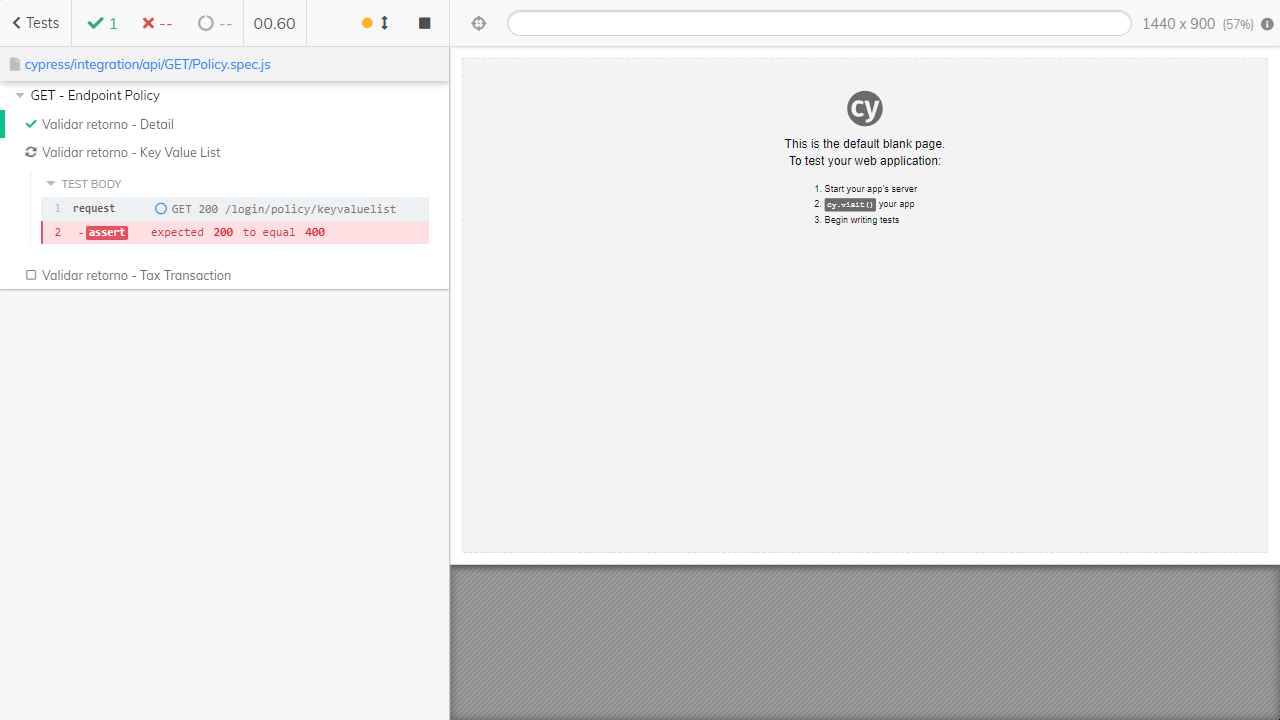 Tests 1 -- -- 00.60 1440 x 900 (57%)
cypress/integration/api/GET/Policy.spec.js
GET - Endpoint Policy
Validar retorno - Detail
Validar retorno - Key Value List
TEST BODY
1 request GET 200 /login/policy/keyvaluelist
2 -assert expected 200 to equal 400
Validar retorno - Tax Transaction
cy
This is the default blank page.
To test your web application:
1. Start your app's server
2. cy.visit() your app
3. Begin writing tests